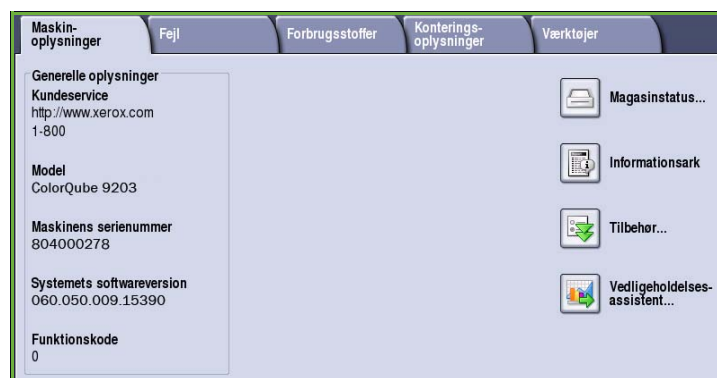 Maskin-
oplysninger
Fejl
Forbrugsstoffer
Konterings-
oplysninger
Værktøjer
Generelle oplysninger
Kundeservice
http://www.xerox.com
1-800
Model
ColorQube 9203
Maskinens serienummer
804000278
Systemets softwareversion
060.050.009.15390
Funktionskode
0
Magasinstatus...
Informationsark
Tilbehør...
Vedligeholdelses-
assistent...